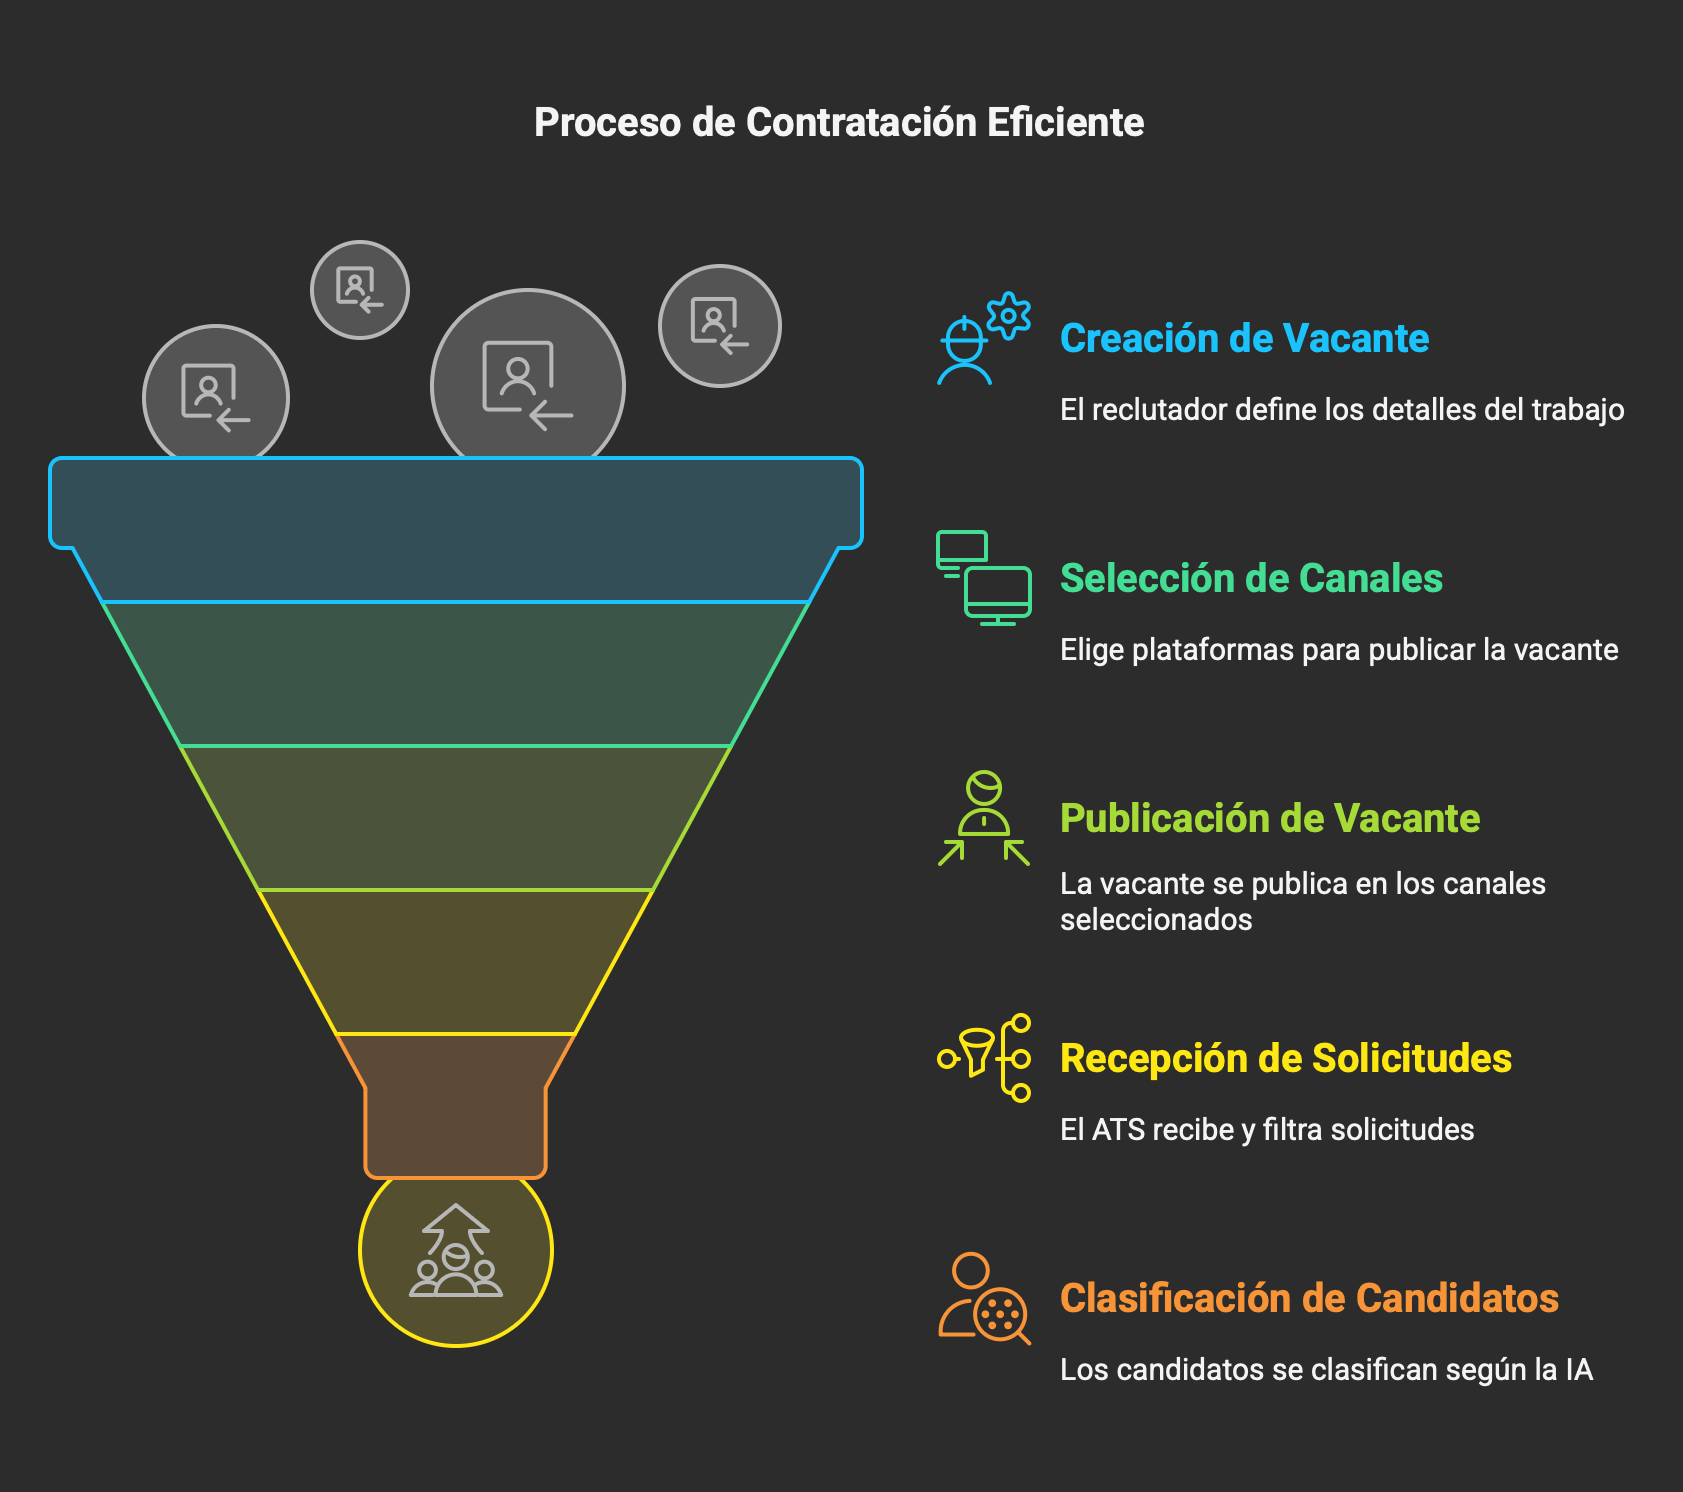 Proceso de Contratación Eficiente
Creación de Vacante
El reclutador define los detalles del trabajo
Selección de Canales
Elige plataformas para publicar la vacante
Publicación de Vacante
La vacante se publica en los canales
seleccionados
Recepción de Solicitudes
El ATS recibe y filtra solicitudes
Clasificación de Candidatos
Los candidatos se clasifican según la IA